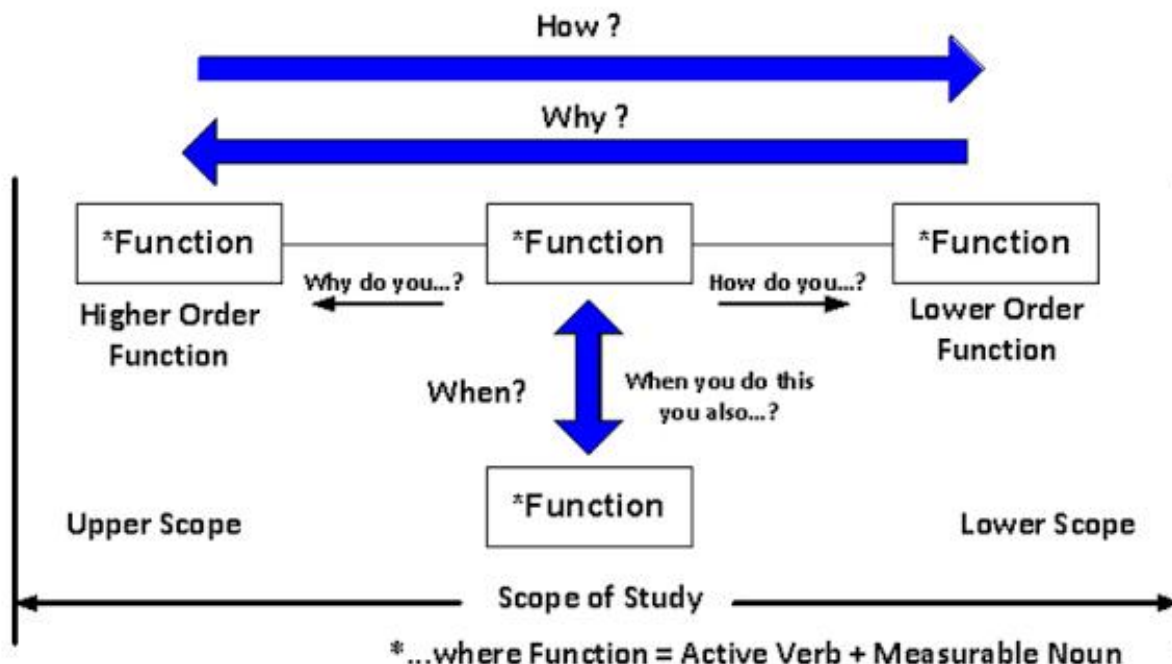 How ?
Why ?
*Function
*Function
*Function
Why do you...?
How do you...?
Higher Order
Function
Lower Order
Function
When?
When you do this
you also...?
*Function
Upper Scope
Lower Scope
Scope of Study
*...where Function = Active Verb + Measurable Noun